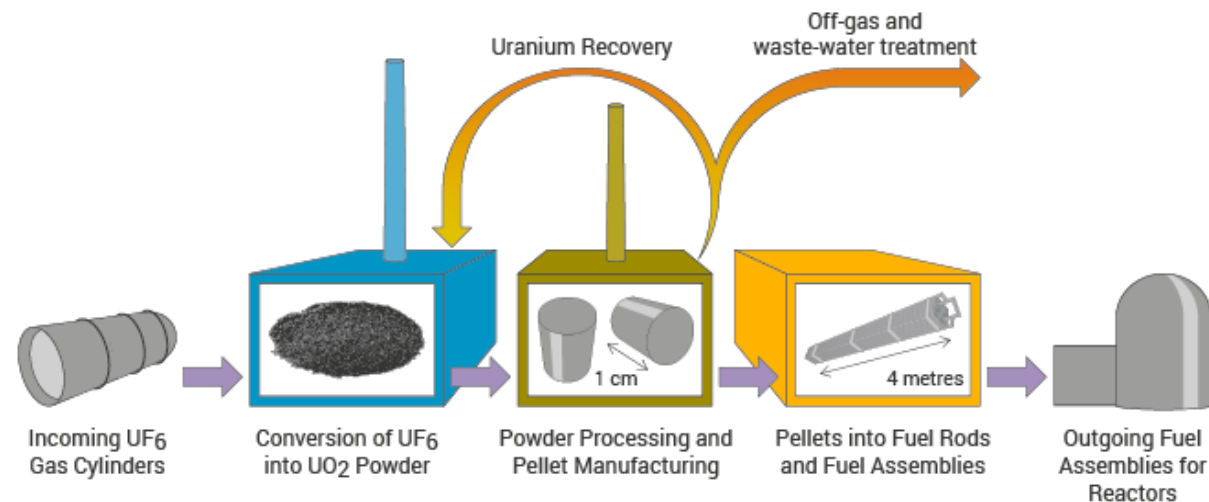 Uranium Recovery
Off-gas and
waste-water treatment
1 cm
4 metres
Incoming UF6
Gas Cylinders
Conversion of UF6
into UO2 Powder
Powder Processing and
Pellet Manufacturing
Pellets into Fuel Rods
and Fuel Assemblies
Outgoing Fuel
Assemblies for
Reactors